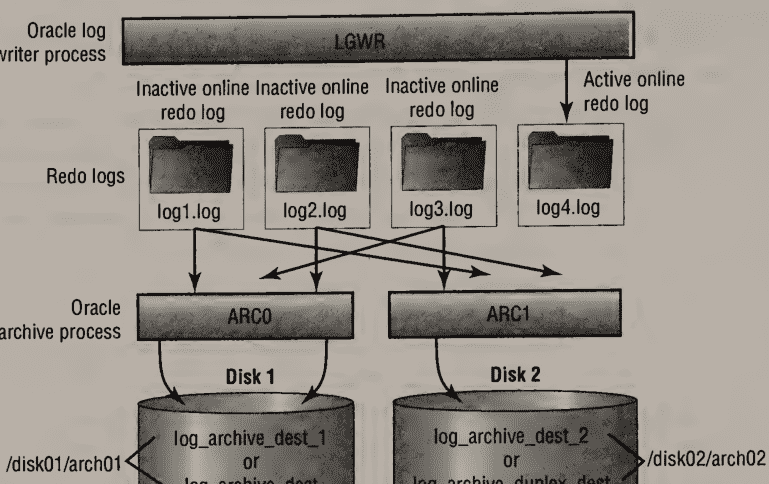 Oracle log
writer process
LGWR
Inactive online
redo log
Inactive online
redo log
Inactive online
redo log
Active online
redo log
Redo logs
log1.log
log2.log
log3.log
log4.log
Oracle
archive process
ARC0
ARC1
Disk 1
Disk 2
/disk01/arch01
log_archive_dest_1
or
log_archive_dest
log_archive_dest_2
or
log_archive_duplex_dest
/disk02/arch02